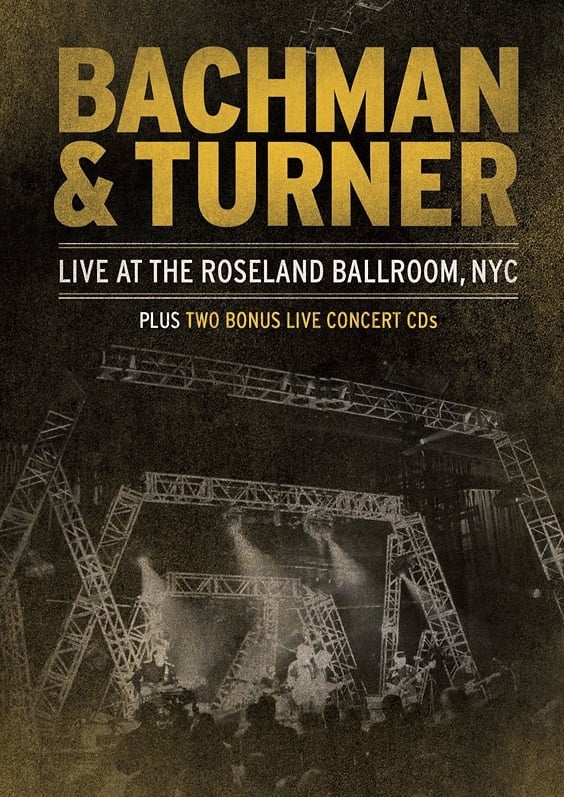 BACHMAN
& TURNER
LIVE AT THE ROSELAND BALLROOM, NYC
PLUS TWO BONUS LIVE CONCERT CDs